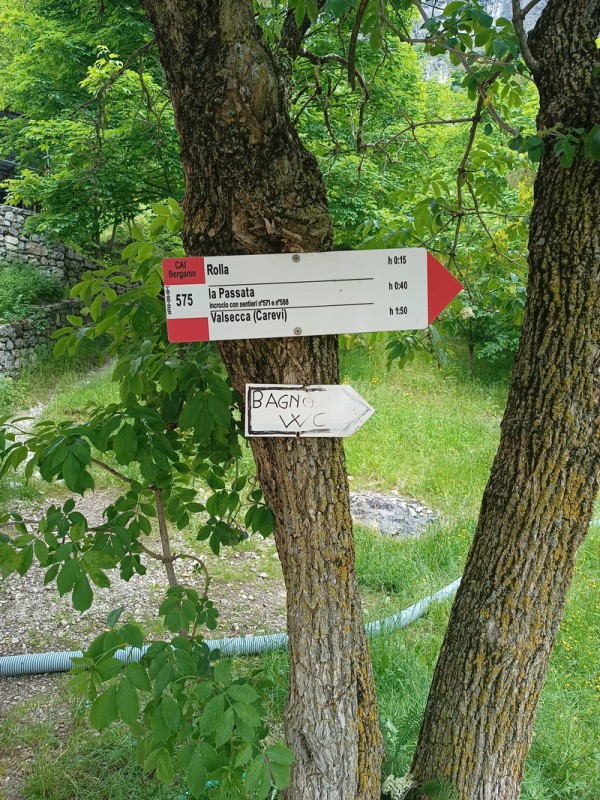 CAI
Bergamo
575
Rolla h 0:15
la Passata h 0:40
incrocio con sentieri n°571 e n°588
Valsecca (Carevi) h 1:50
BAGNO
WC